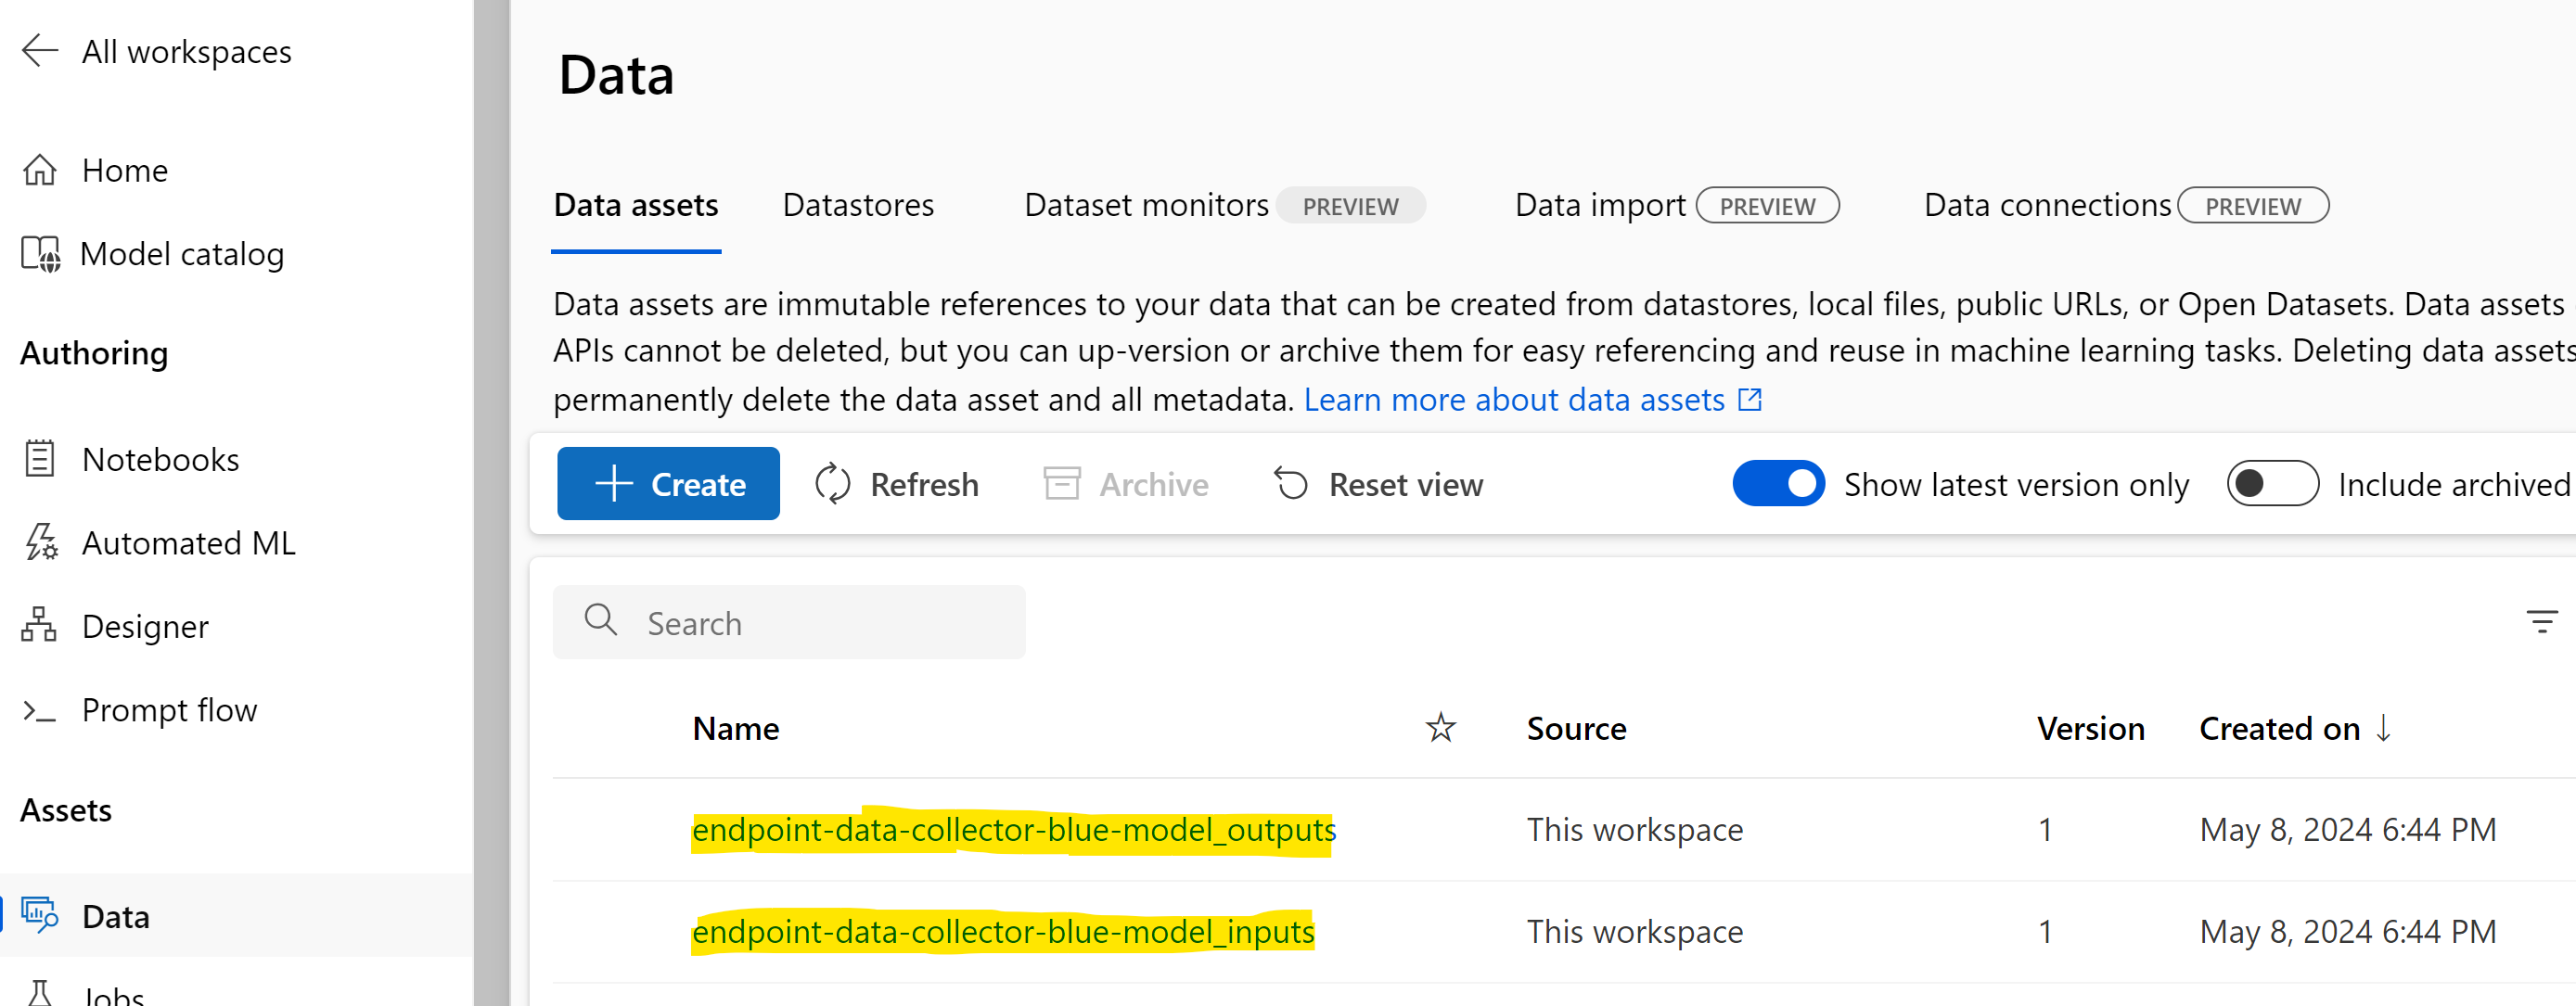 All workspaces
Home
Model catalog
Authoring
Notebooks
Automated ML
Designer
Prompt flow
Assets
Data
Jobs
Data
Data assets Datastores Dataset monitors PREVIEW Data import PREVIEW Data connections PREVIEW
Data assets are immutable references to your data that can be created from datastores, local files, public URLs, or Open Datasets. Data assets
APIs cannot be deleted, but you can up-version or archive them for easy referencing and reuse in machine learning tasks. Deleting data assets
permanently delete the data asset and all metadata. Learn more about data assets
Create Refresh Archive Reset view Show latest version only Include archived
Search
Name Source Version Created on
endpoint-data-collector-blue-model_outputs This workspace 1 May 8, 2024 6:44 PM
endpoint-data-collector-blue-model_inputs This workspace 1 May 8, 2024 6:44 PM